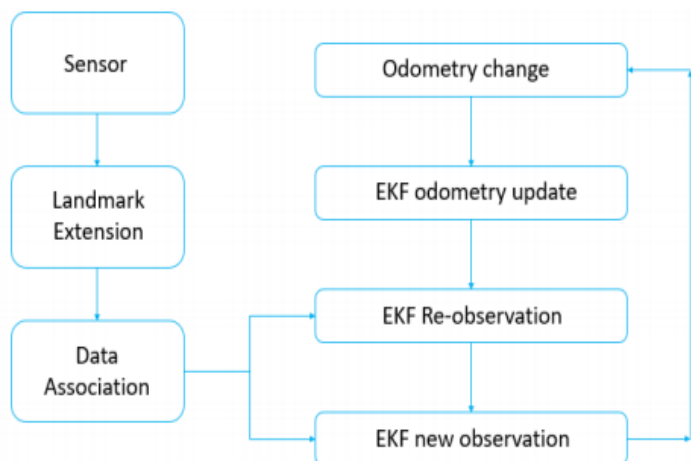 Sensor
Landmark
Extension
Data
Association
Odometry change
EKF odometry update
EKF Re-observation
EKF new observation